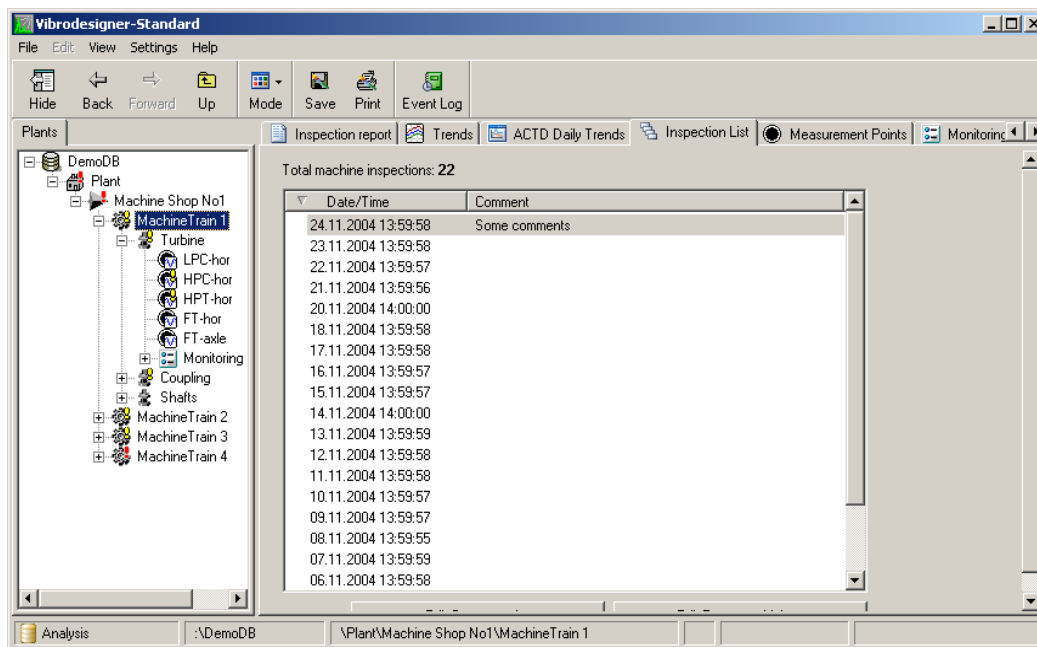 Vibrodesigner-Standard
File Edit View Settings Help
Hide Back Forward Up Mode Save Print Event Log
Plants
Inspection report Trends ACTD Daily Trends Inspection List Measurement Points Monitoring
DemoDB
Plant
Machine Shop No1
MachineTrain 1
Turbine
LPC-hor
HPC-hor
HPT-hor
FT-hor
FT-axle
Monitoring
Coupling
Shafts
MachineTrain 2
MachineTrain 3
MachineTrain 4
Total machine inspections: 22
Date/Time Comment
24.11.2004 13:59:58 Some comments
23.11.2004 13:59:58
22.11.2004 13:59:57
21.11.2004 13:59:56
20.11.2004 14:00:00
18.11.2004 13:59:58
17.11.2004 13:59:58
16.11.2004 13:59:57
15.11.2004 13:59:57
14.11.2004 14:00:00
13.11.2004 13:59:59
12.11.2004 13:59:58
11.11.2004 13:59:58
10.11.2004 13:59:57
09.11.2004 13:59:57
08.11.2004 13:59:55
07.11.2004 13:59:59
06.11.2004 13:59:58
Analysis :\DemoDB \Plant\Machine Shop No1\MachineTrain 1